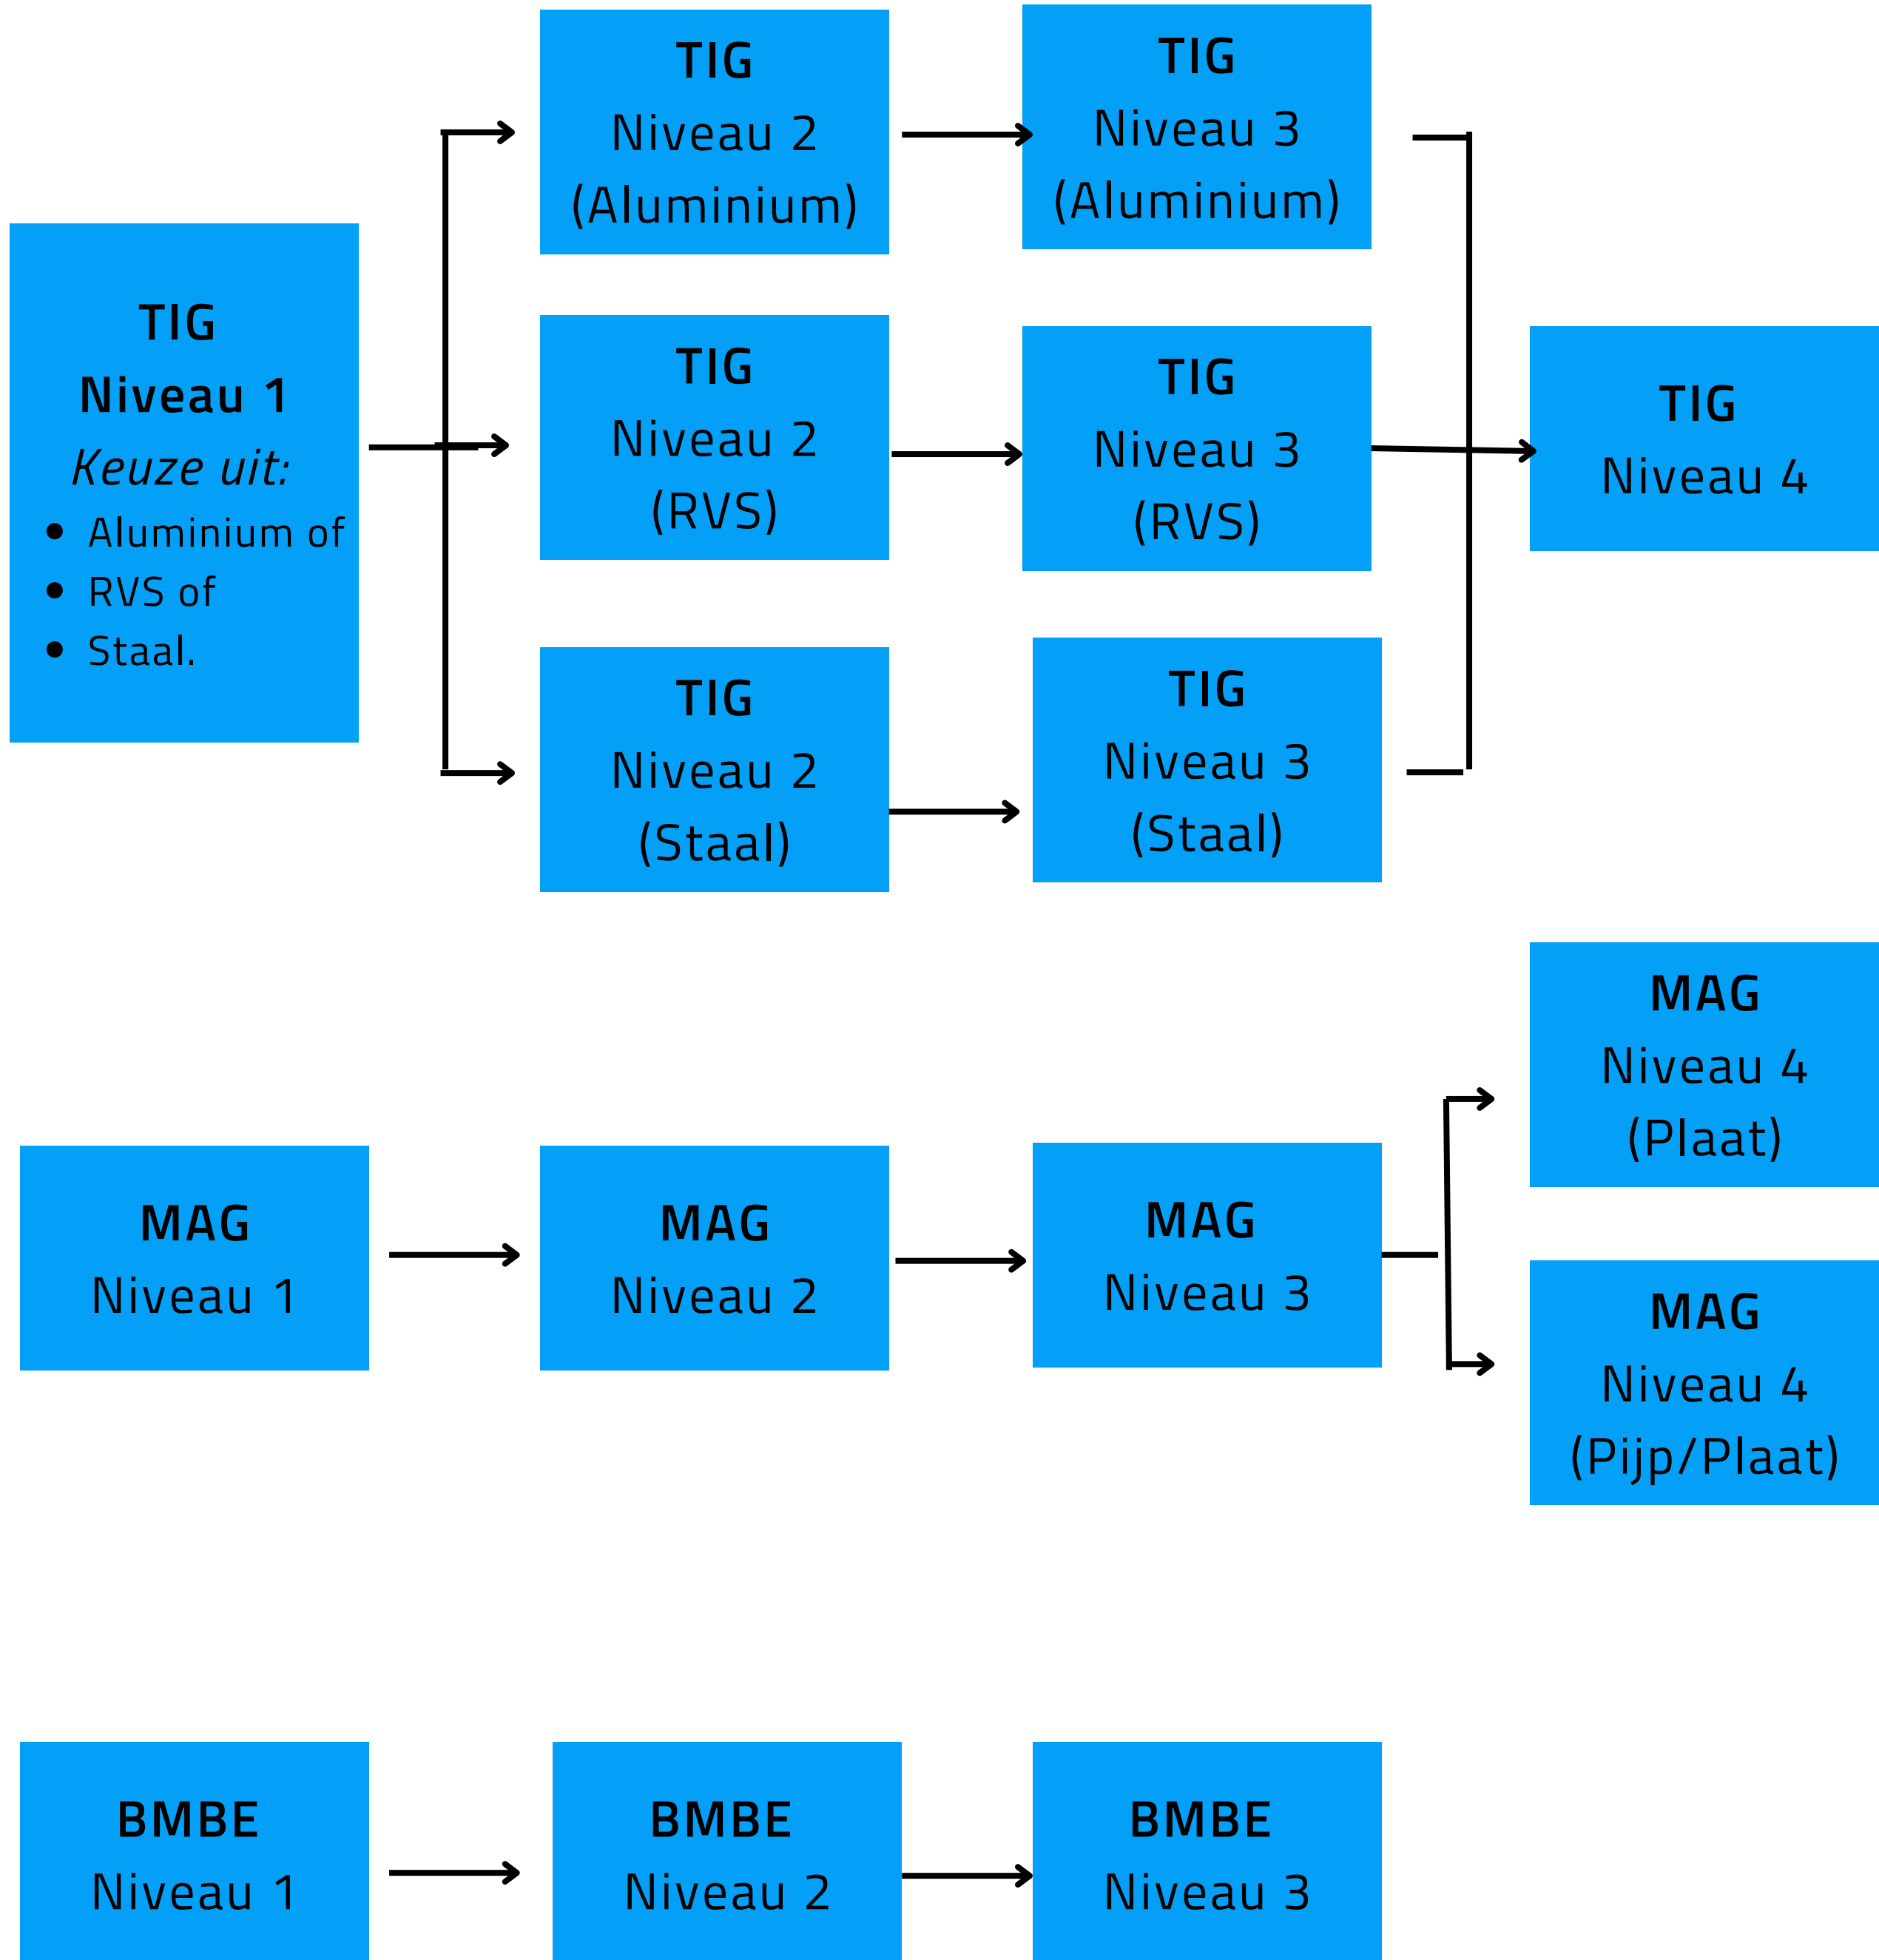 TIG
Niveau 1
Keuze uit:
Aluminium of
RVS of
Staal.
TIG
Niveau 2
(Aluminium)
TIG
Niveau 3
(Aluminium)
TIG
Niveau 2
(RVS)
TIG
Niveau 3
(RVS)
TIG
Niveau 4
TIG
Niveau 2
(Staal)
TIG
Niveau 3
(Staal)
MAG
Niveau 1
MAG
Niveau 2
MAG
Niveau 3
MAG
Niveau 4
(Plaat)
MAG
Niveau 4
(Pijp/Plaat)
BMBE
Niveau 1
BMBE
Niveau 2
BMBE
Niveau 3